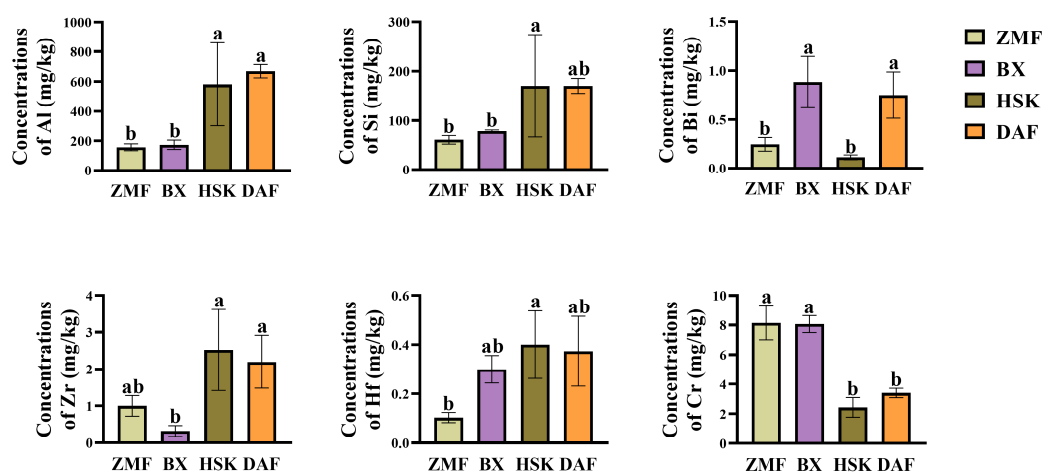 Concentrations
of Al (mg/kg)
1000
800
600
400
200
0
b
b
a
a
ZMF BX HSK DAF
Concentrations
of Si (mg/kg)
300
200
100
0
b
b
a
ab
ZMF BX HSK DAF
Concentrations
of Bi (mg/kg)
1.5
1.0
0.5
0.0
b
a
b
a
ZMF BX HSK DAF
ZMF
BX
HSK
DAF
Concentrations
of Zr (mg/kg)
4
3
2
1
0
ab
b
a
a
ZMF BX HSK DAF
Concentrations
of Hf (mg/kg)
0.6
0.4
0.2
0.0
b
ab
a
ab
ZMF BX HSK DAF
Concentrations
of Cr (mg/kg)
10
8
6
4
2
0
a
a
b
b
ZMF BX HSK DAF